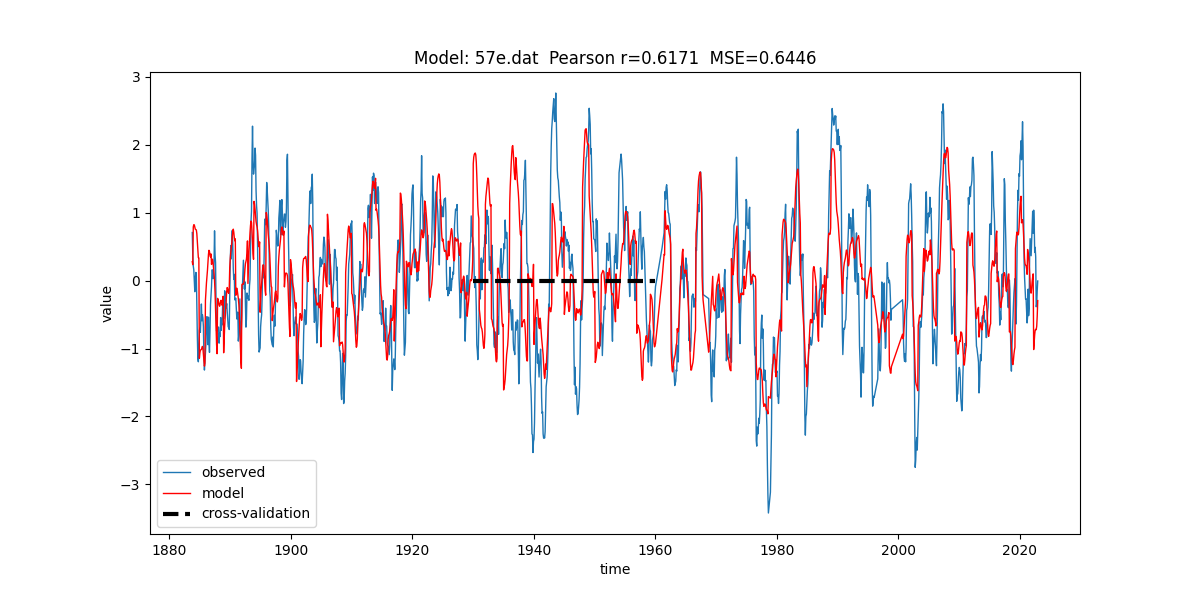 Model: 57e.dat  Pearson r=0.6171  MSE=0.6446
3
2
1
0
−1
−2
−3
value
observed
model
cross-validation
1880
1900
1920
1940
1960
1980
2000
2020
time